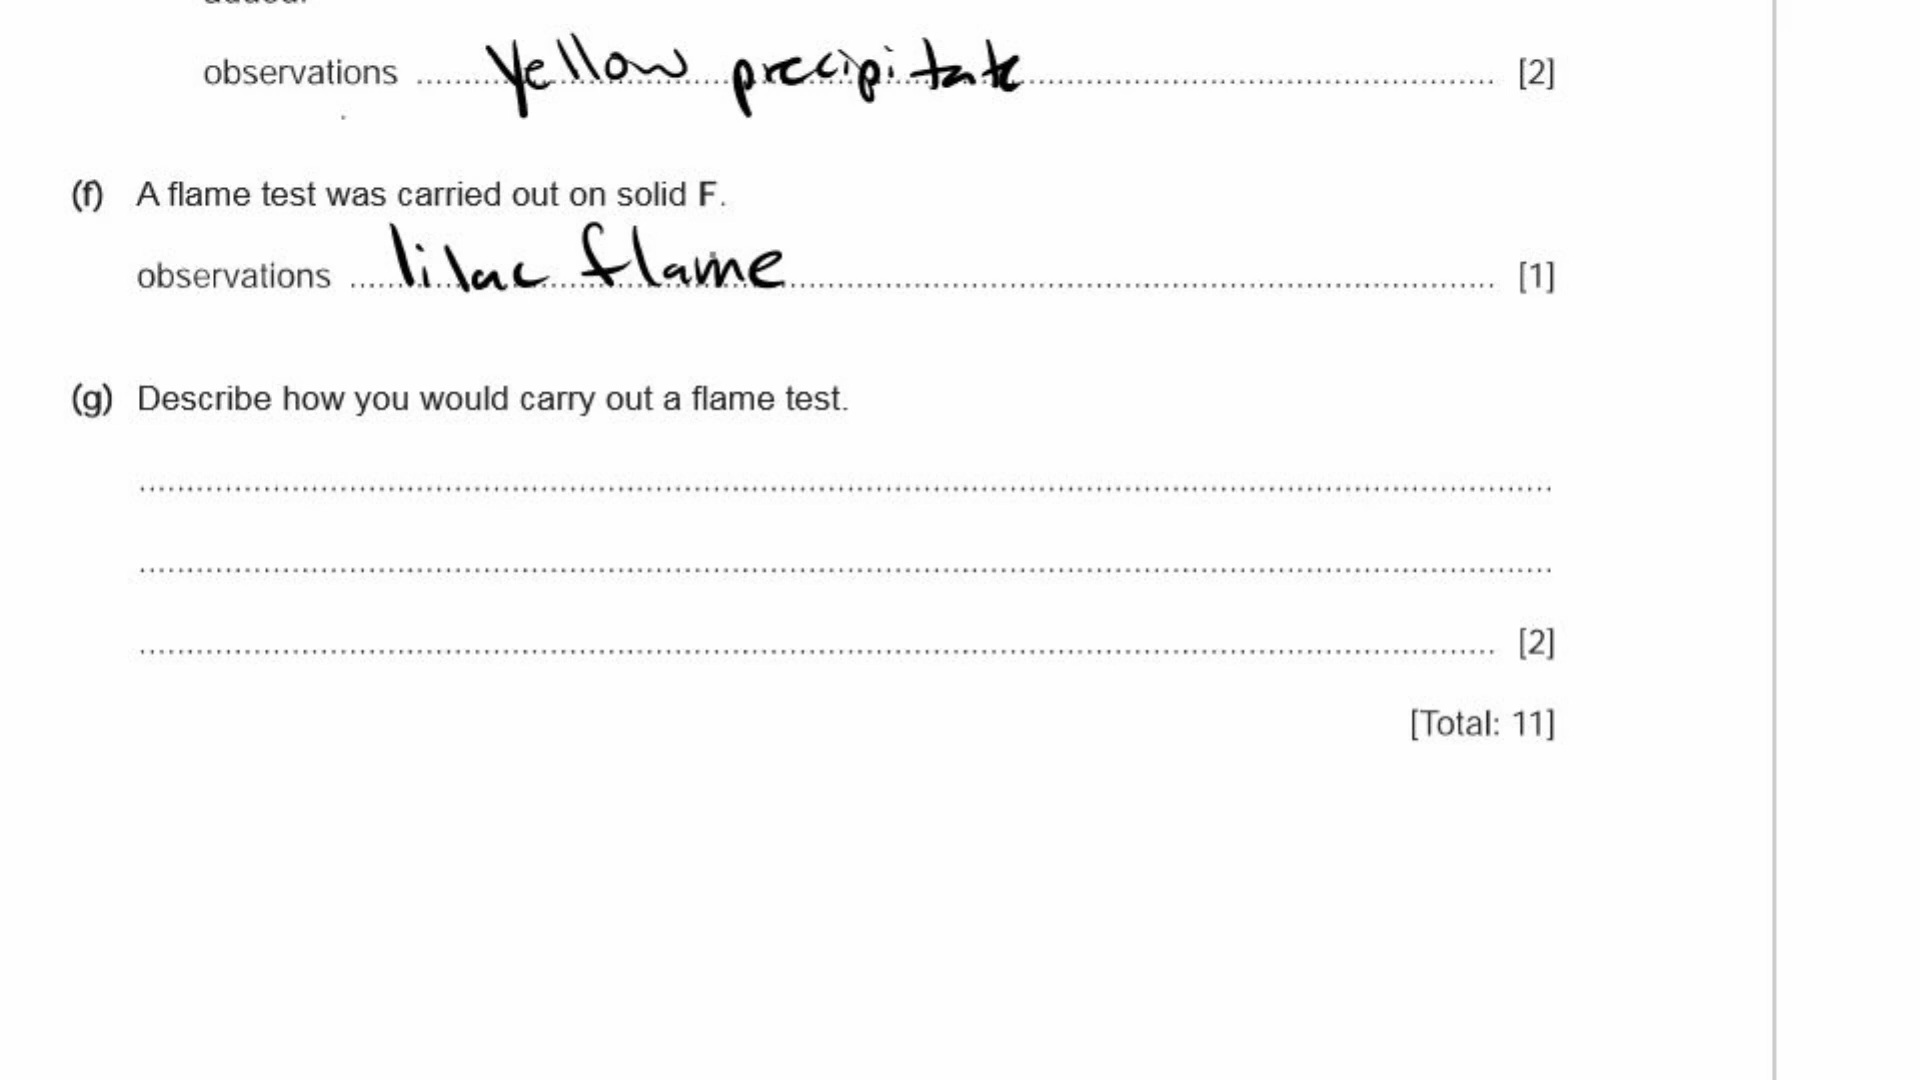 observations .......... Yellow precipitate .......... [2]
(f) A flame test was carried out on solid F.
observations .......... lilac flame .......... [1]
(g) Describe how you would carry out a flame test.
[2]
[Total: 11]